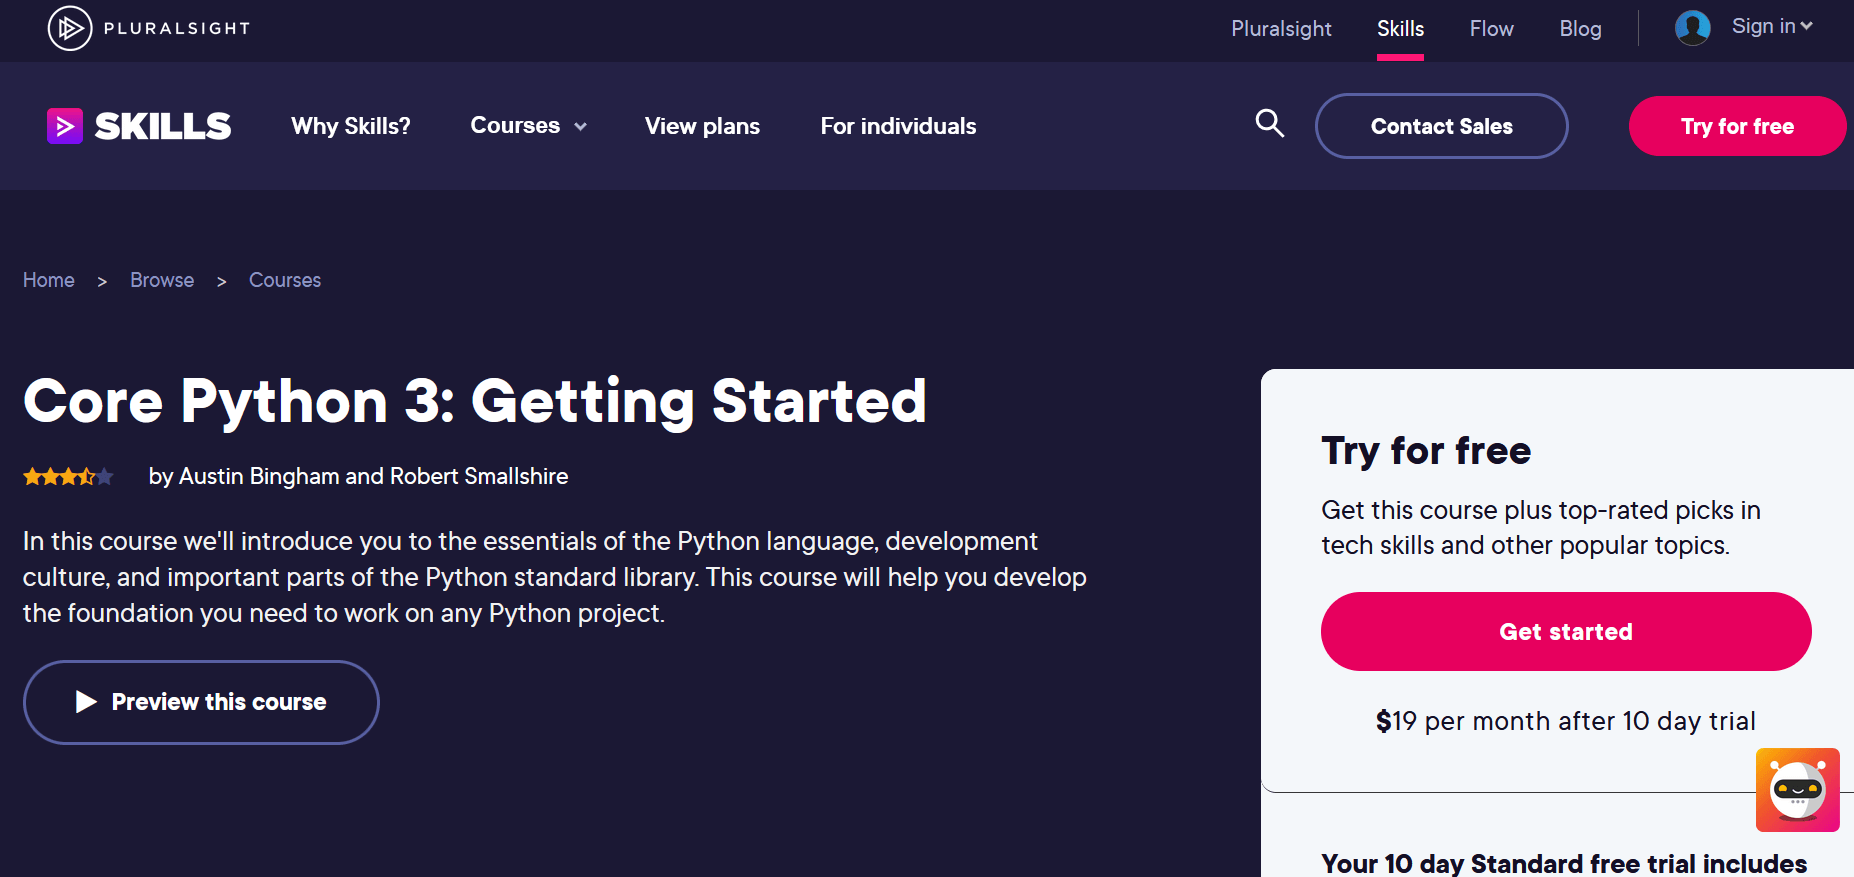 PLURALSIGHT
Pluralsight Skills Flow Blog Sign in
SKILLS Why Skills? Courses View plans For individuals Contact Sales Try for free
Home > Browse > Courses
Core Python 3: Getting Started
by Austin Bingham and Robert Smallshire
In this course we'll introduce you to the essentials of the Python language, development
culture, and important parts of the Python standard library. This course will help you develop
the foundation you need to work on any Python project.
Preview this course
Try for free
Get this course plus top-rated picks in
tech skills and other popular topics.
Get started
$19 per month after 10 day trial
Your 10 day Standard free trial includes